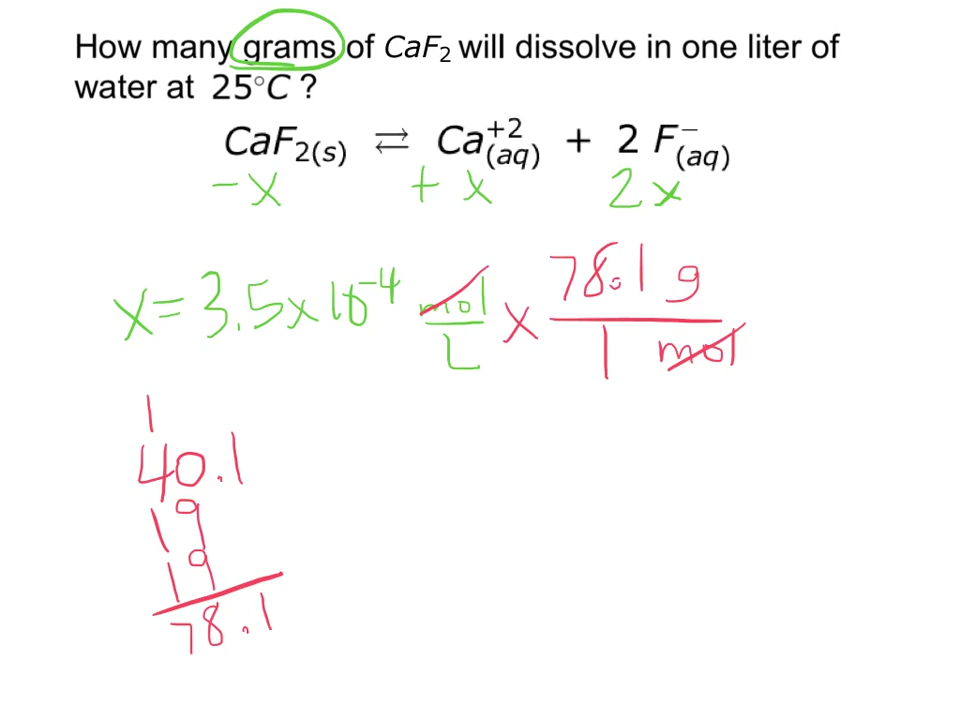 How many grams of CaF₂ will dissolve in one liter of
water at 25°C ?
CaF₂(s) ⇄ Ca⁺²(aq) + 2 F⁻(aq)
-x +x 2x
x = 3.5x10⁻⁴ mol/L x 78.1 g/1 mol
1
40.1
19
19
78.1